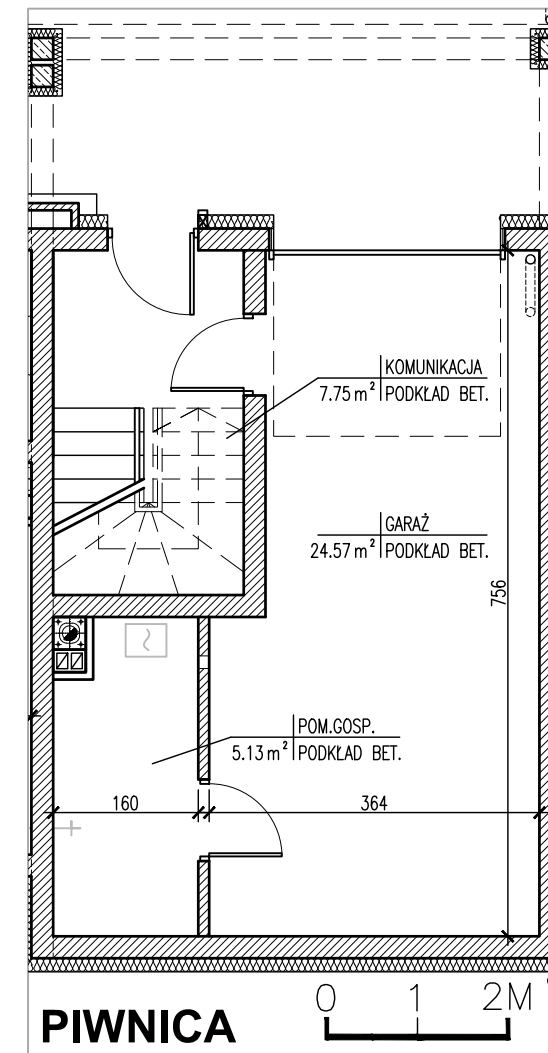 KOMUNIKACJA
7.75 m² PODKŁAD BET.
GARAŻ
24.57 m² PODKŁAD BET.
756
POM.GOSP.
5.13 m² PODKŁAD BET.
160 364
PIWNICA 0 1 2M